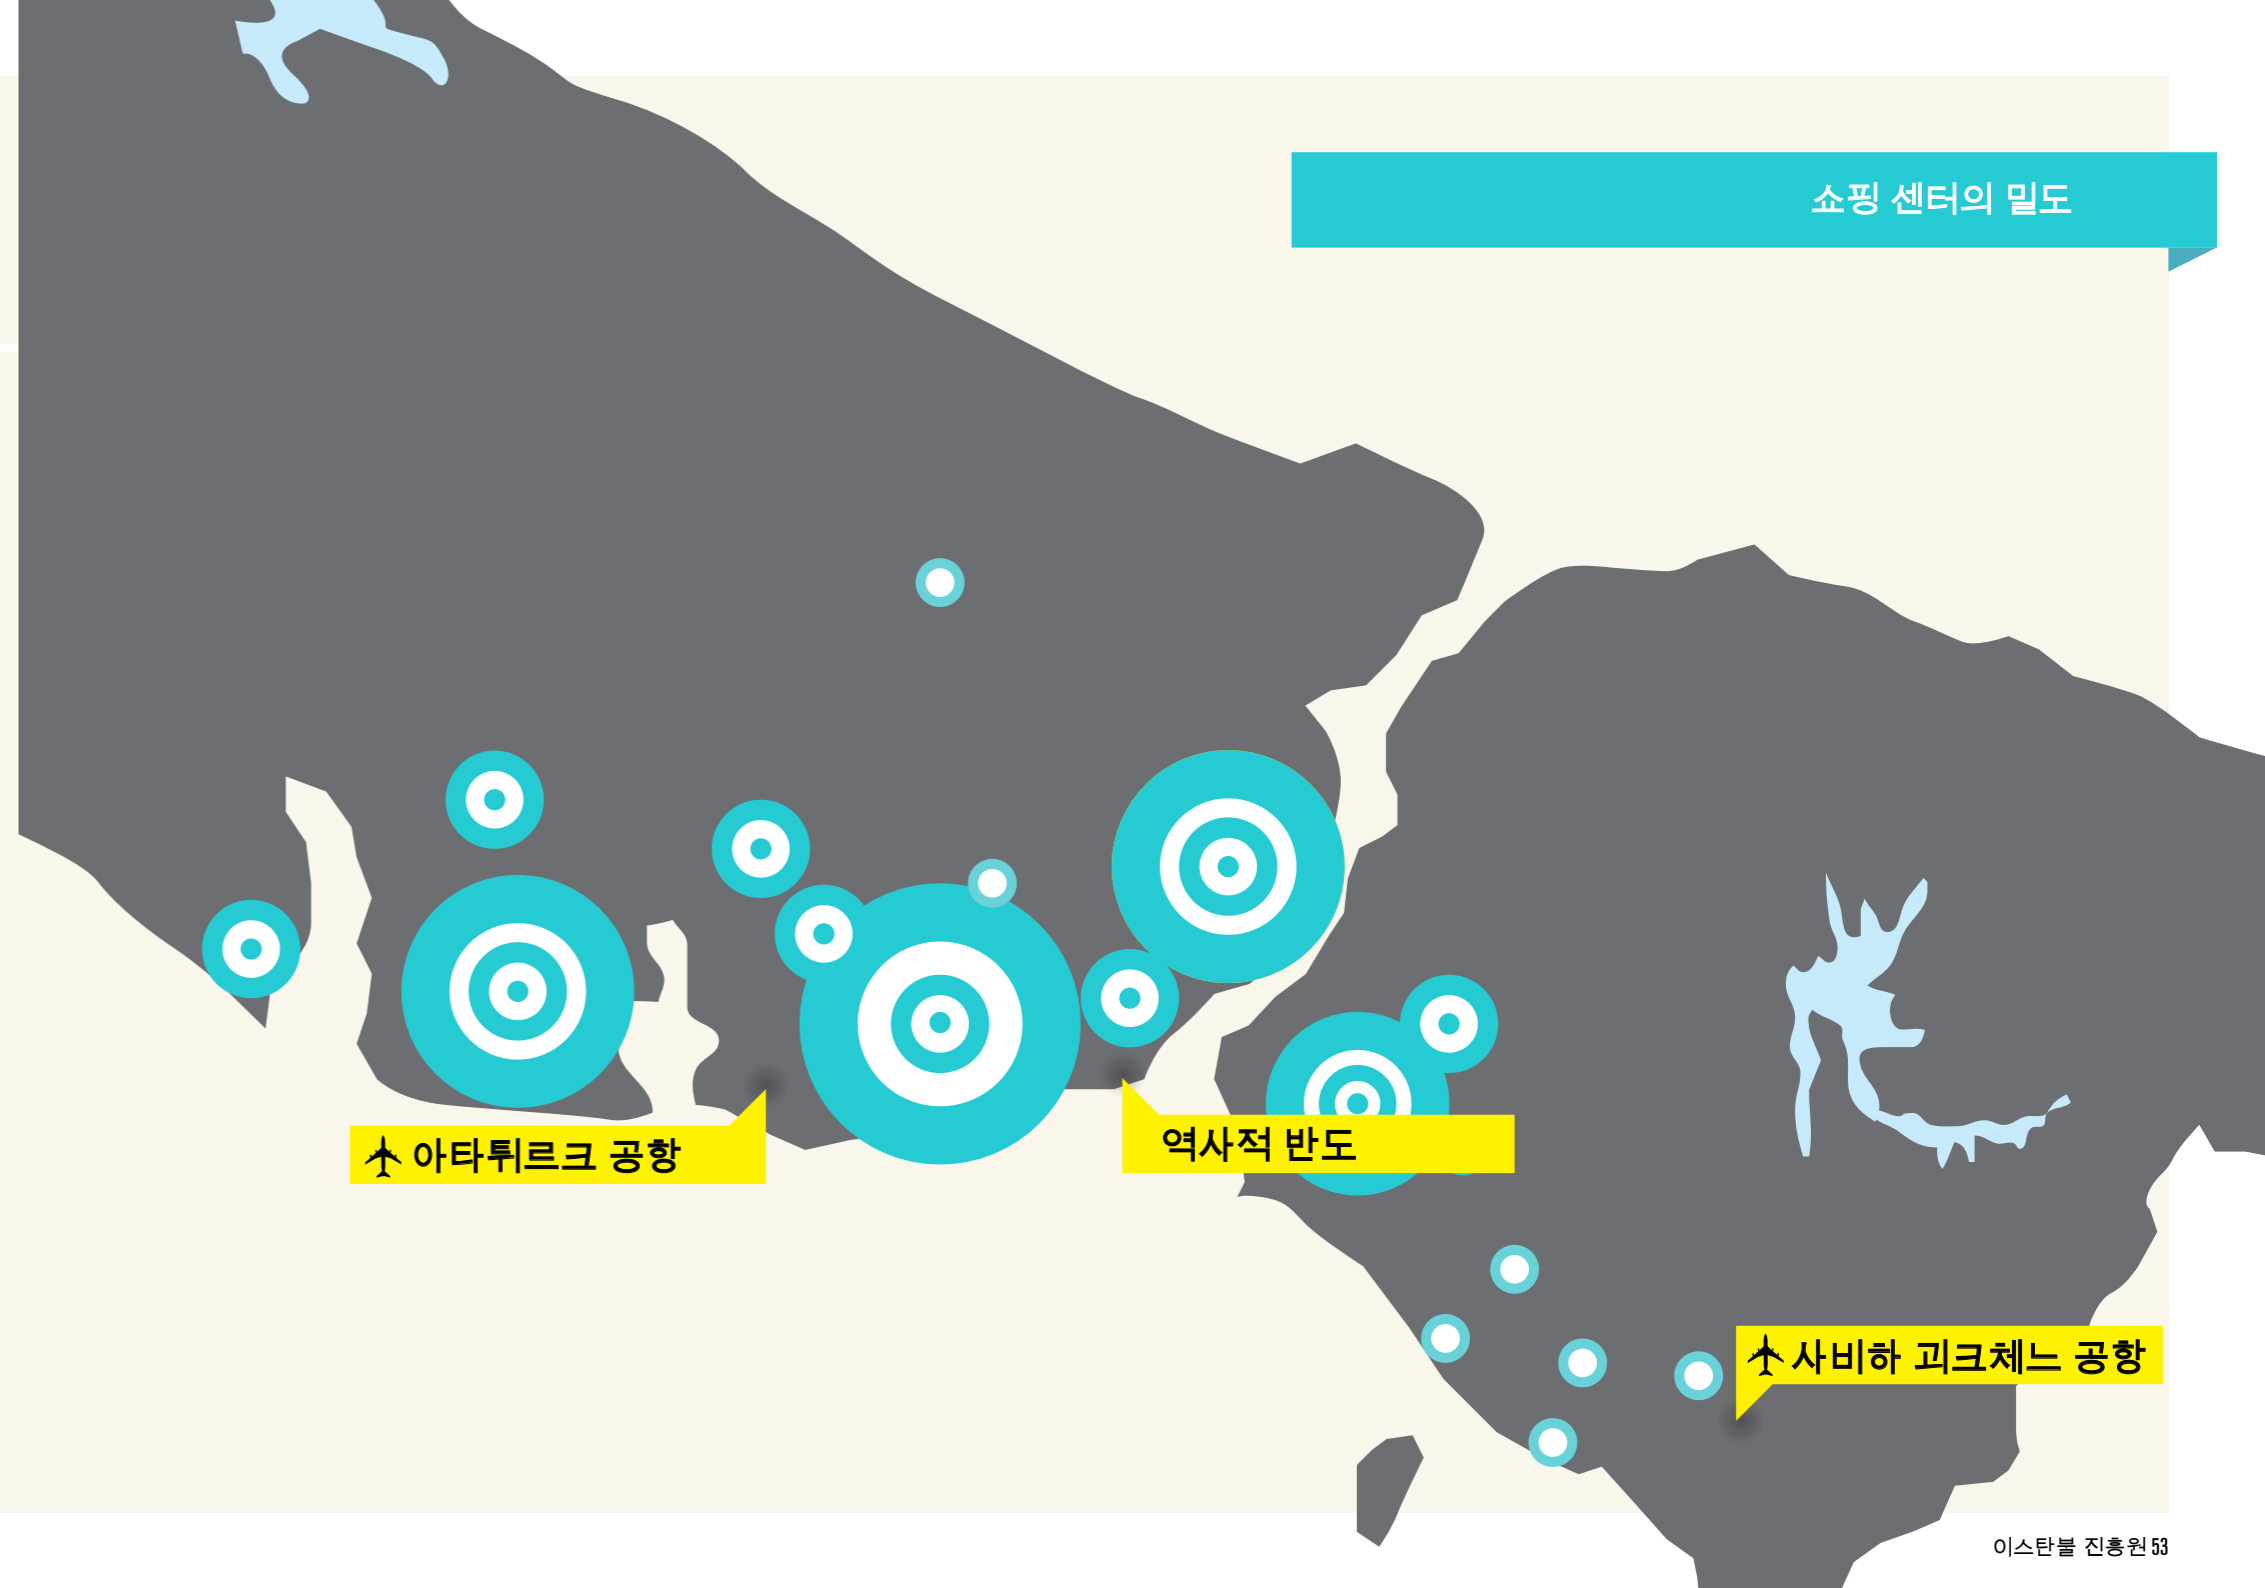 쇼핑 센터의 밀도
아타튀르크 공항
역사적 반도
사비하 괴크체느 공항
이스탄불 진흥원 53